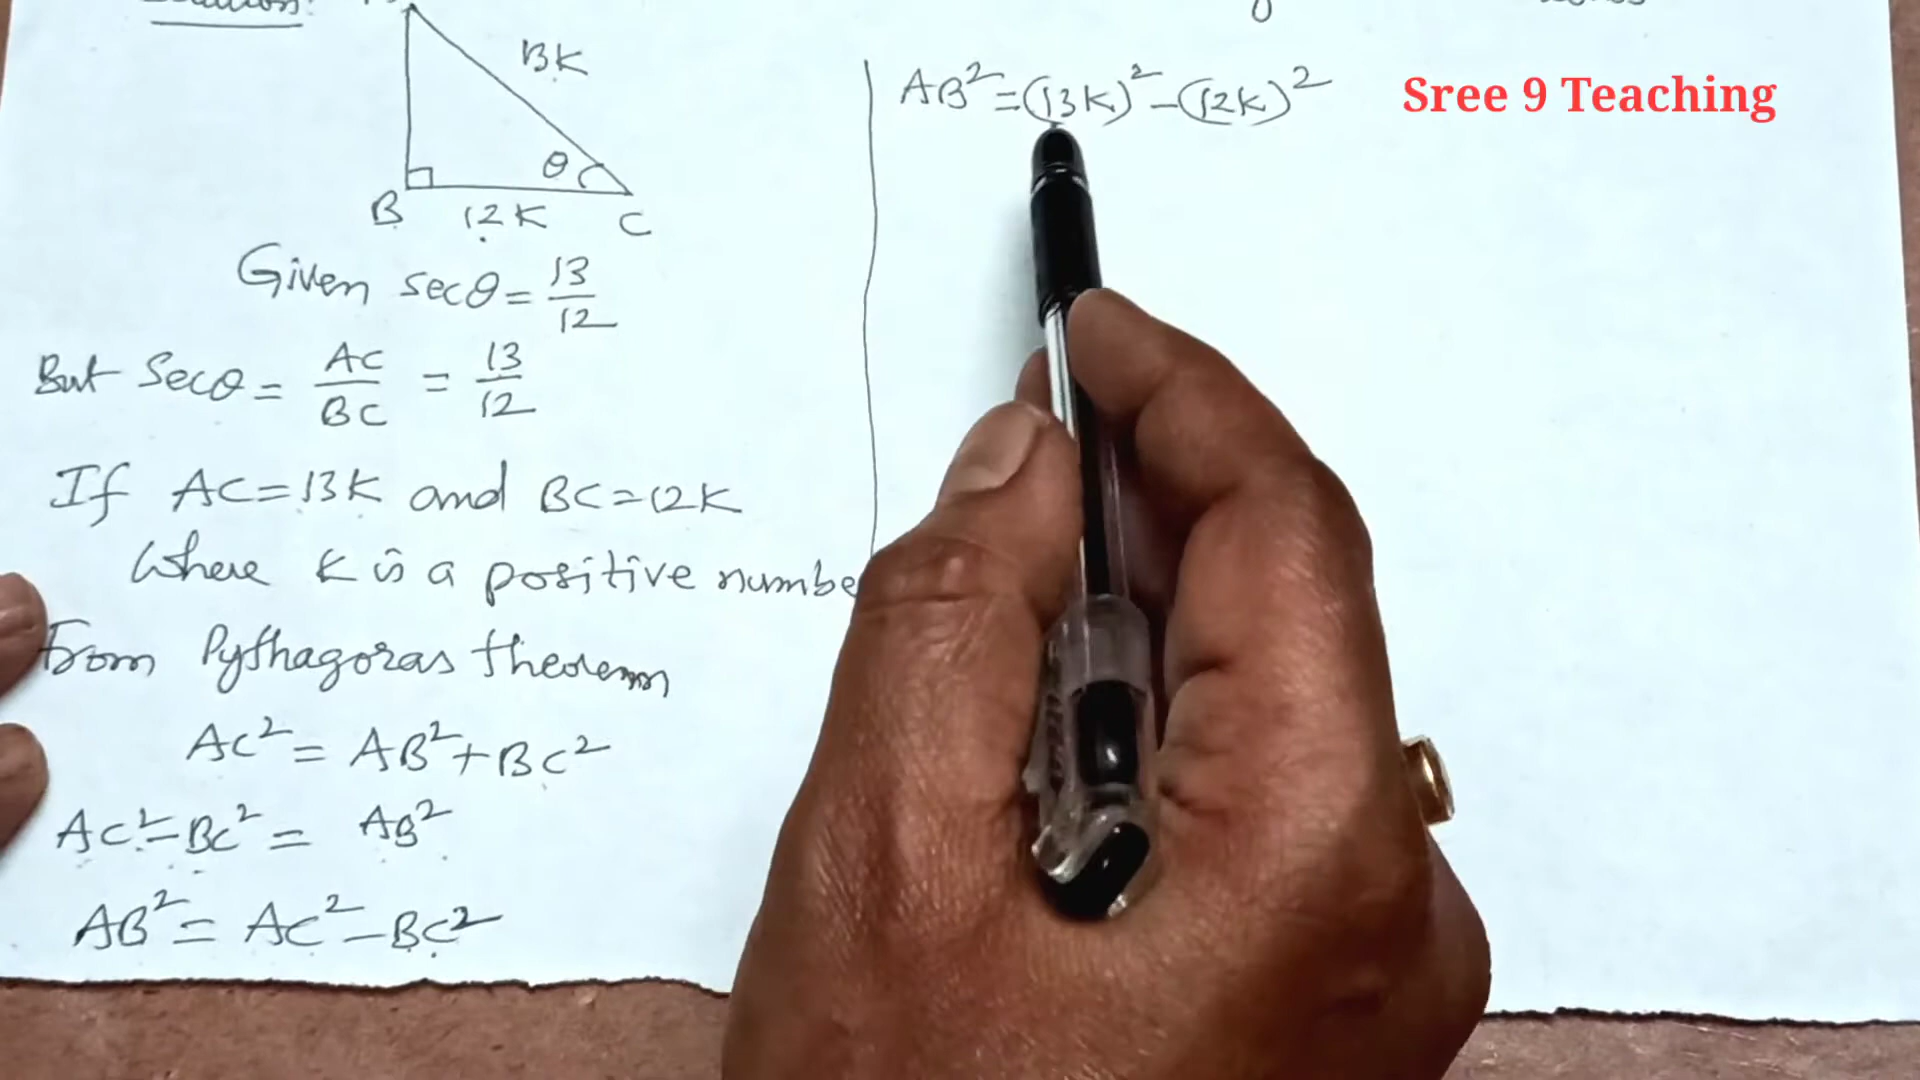 13K
θ
B 12K C
Given secθ = 13/12
But Secθ = AC/BC = 13/12
If AC = 13K and BC = 12K
Where K is a positive numbe
From Pythagoras theorem
AC² = AB² + BC²
AC² - BC² = AB²
AB² = AC² - BC²
AB² = (13K)² - (12K)²
Sree 9 Teaching